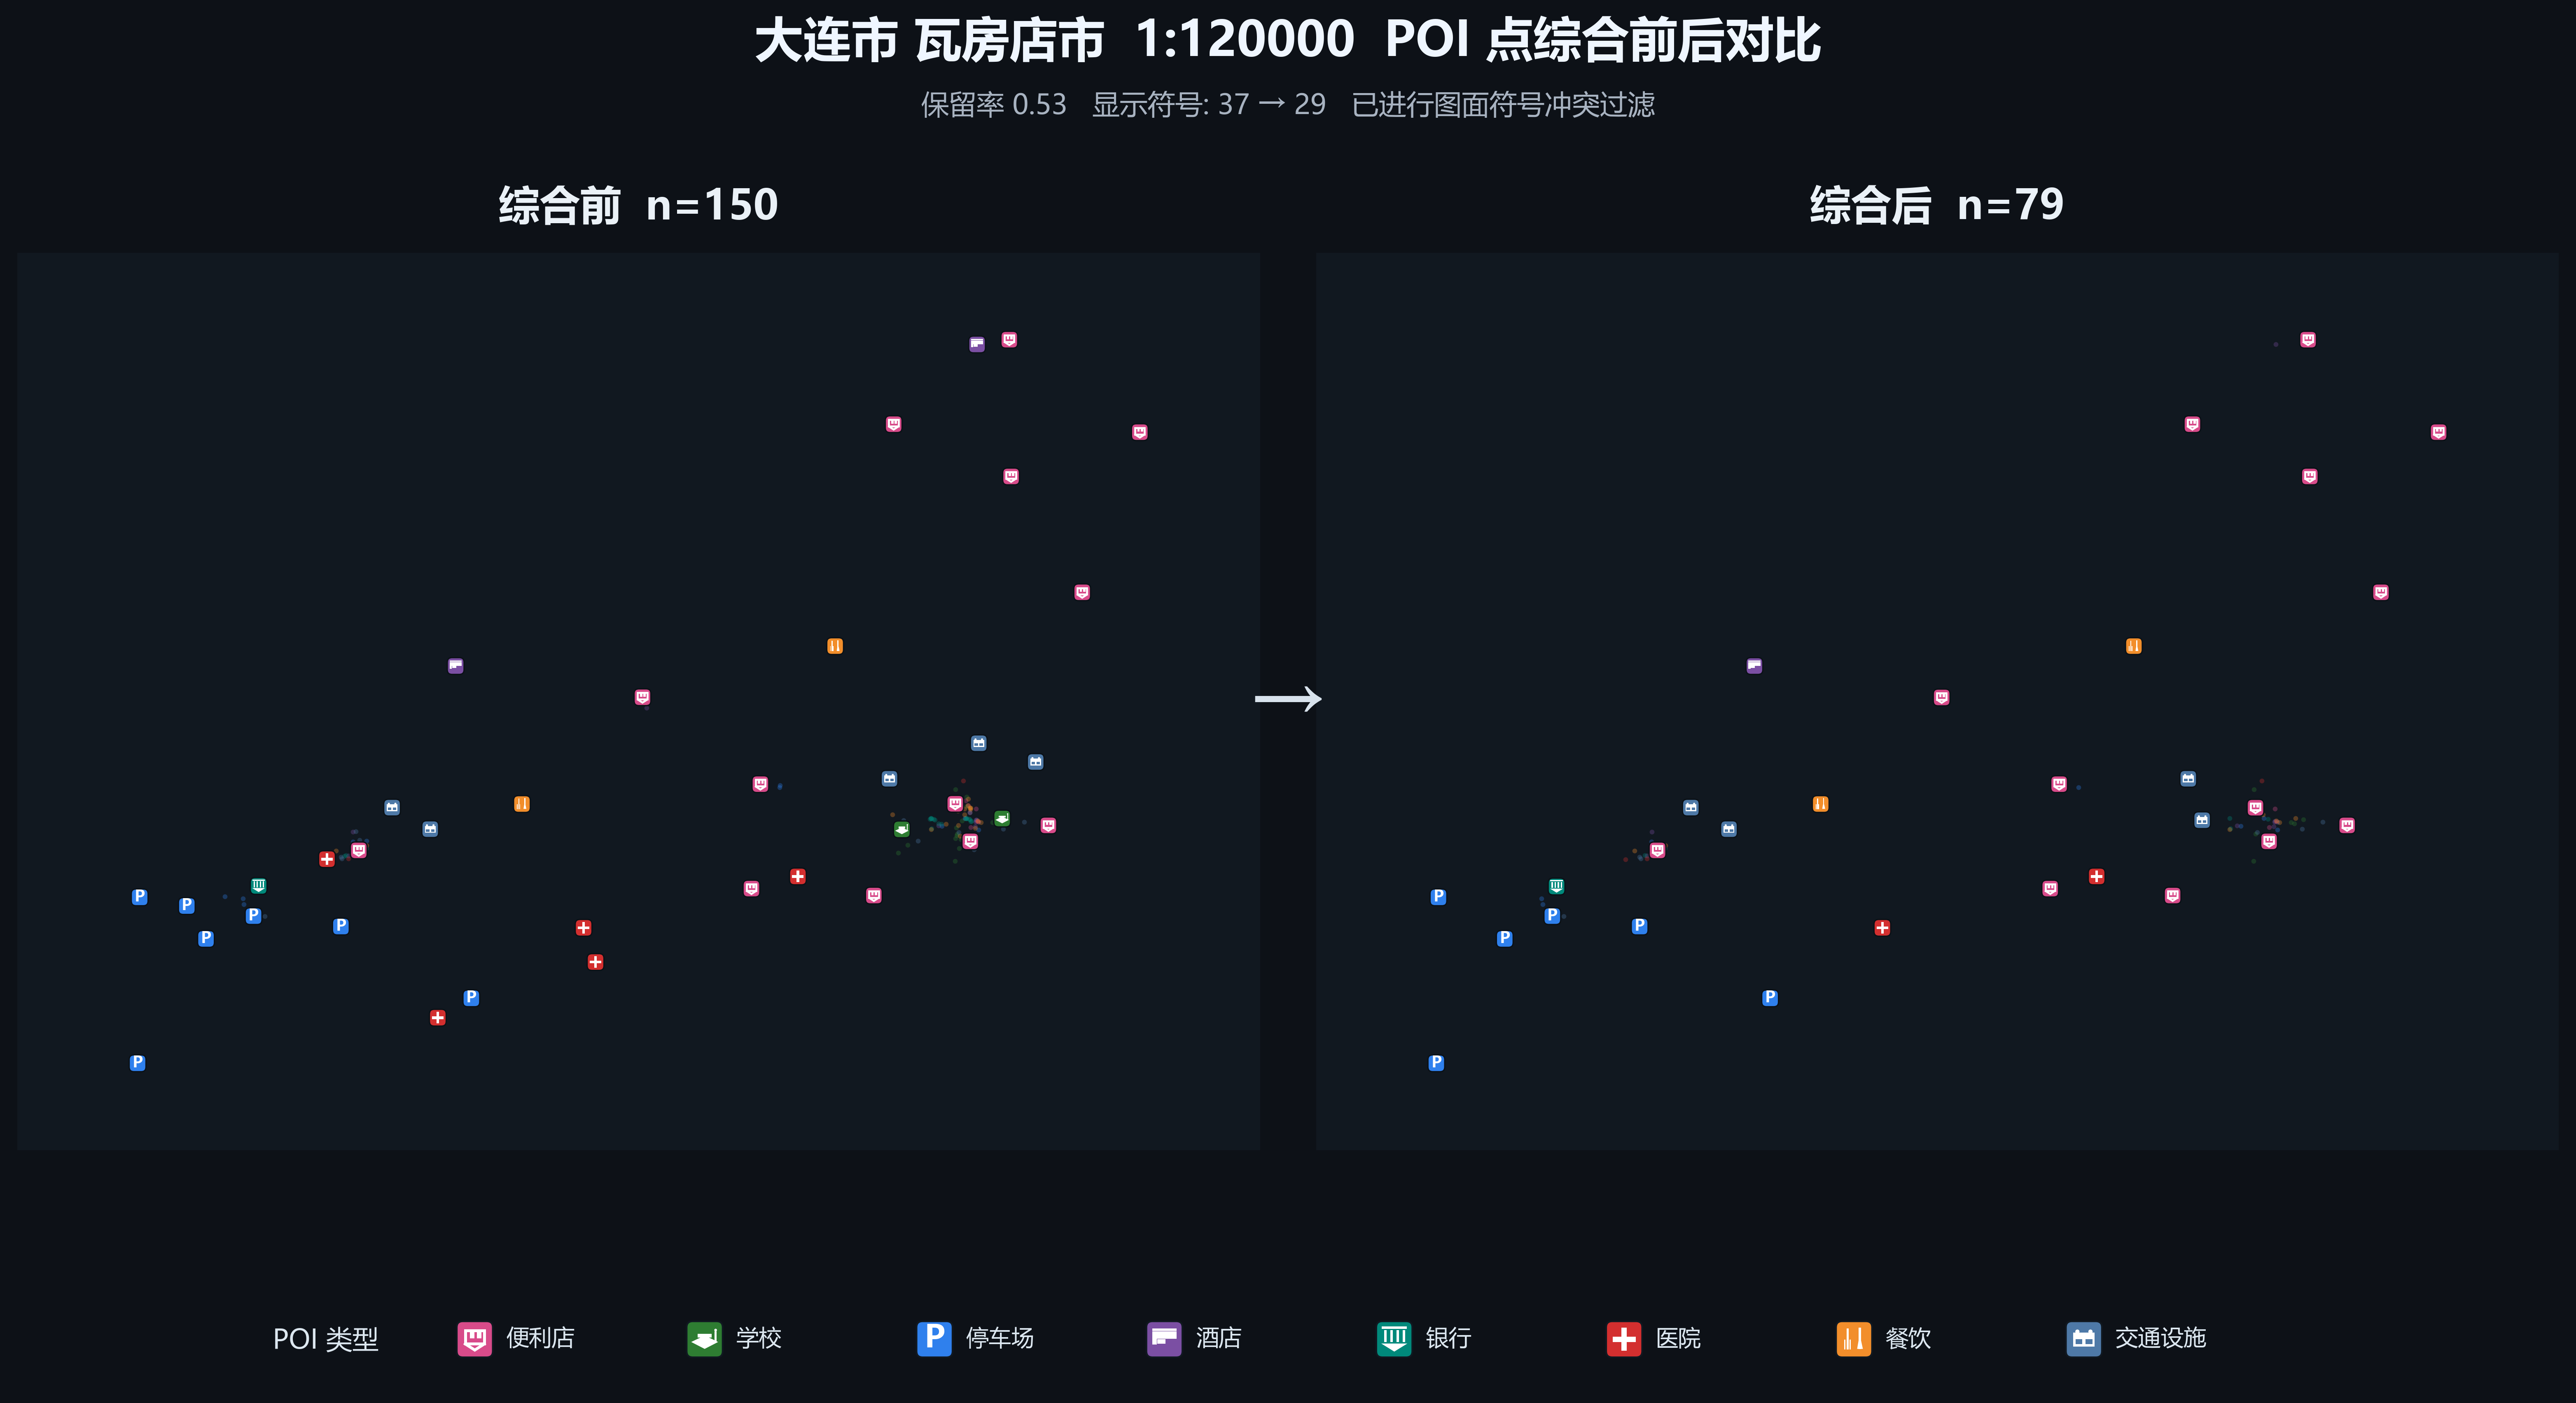 大连市 瓦房店市 1:120000 POI 点综合前后对比
保留率 0.53 显示符号: 37 → 29 已进行图面符号冲突过滤
综合前 n=150
综合后 n=79
POI 类型 便利店 学校 P 停车场 酒店 银行 医院 餐饮 交通设施